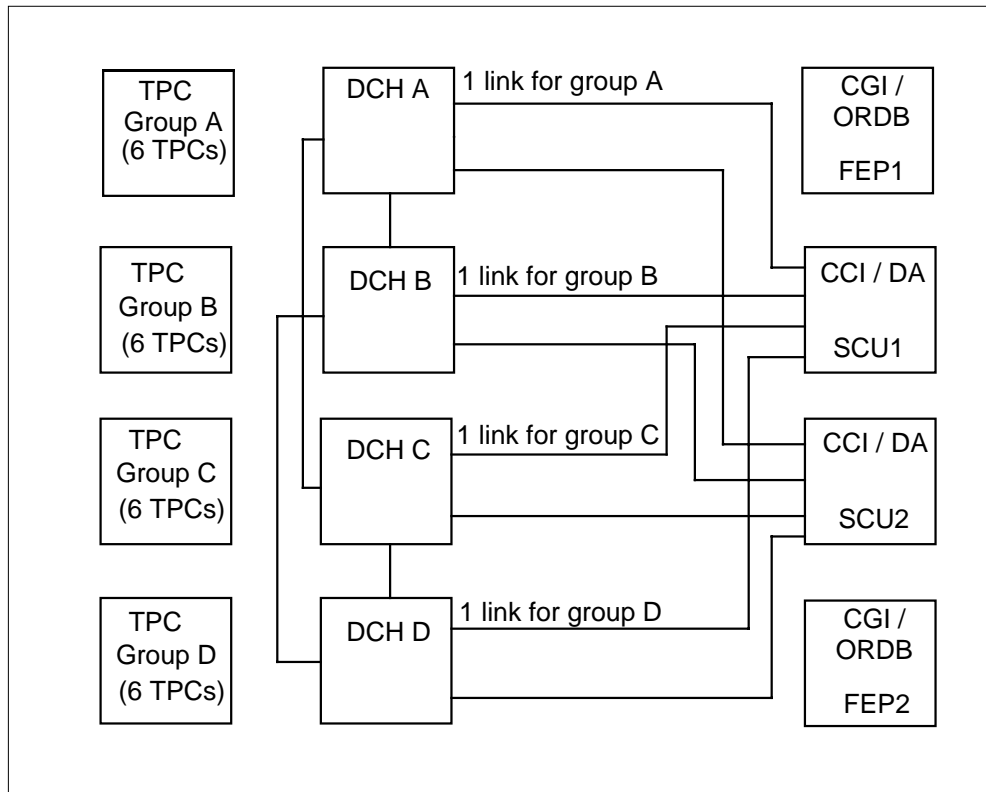 TPC
Group A
(6 TPCs)
DCH A
1 link for group A
CGI /
ORDB
FEP1
TPC
Group B
(6 TPCs)
DCH B
1 link for group B
CCI / DA
SCU1
TPC
Group C
(6 TPCs)
DCH C
1 link for group C
CCI / DA
SCU2
TPC
Group D
(6 TPCs)
DCH D
1 link for group D
CGI /
ORDB
FEP2